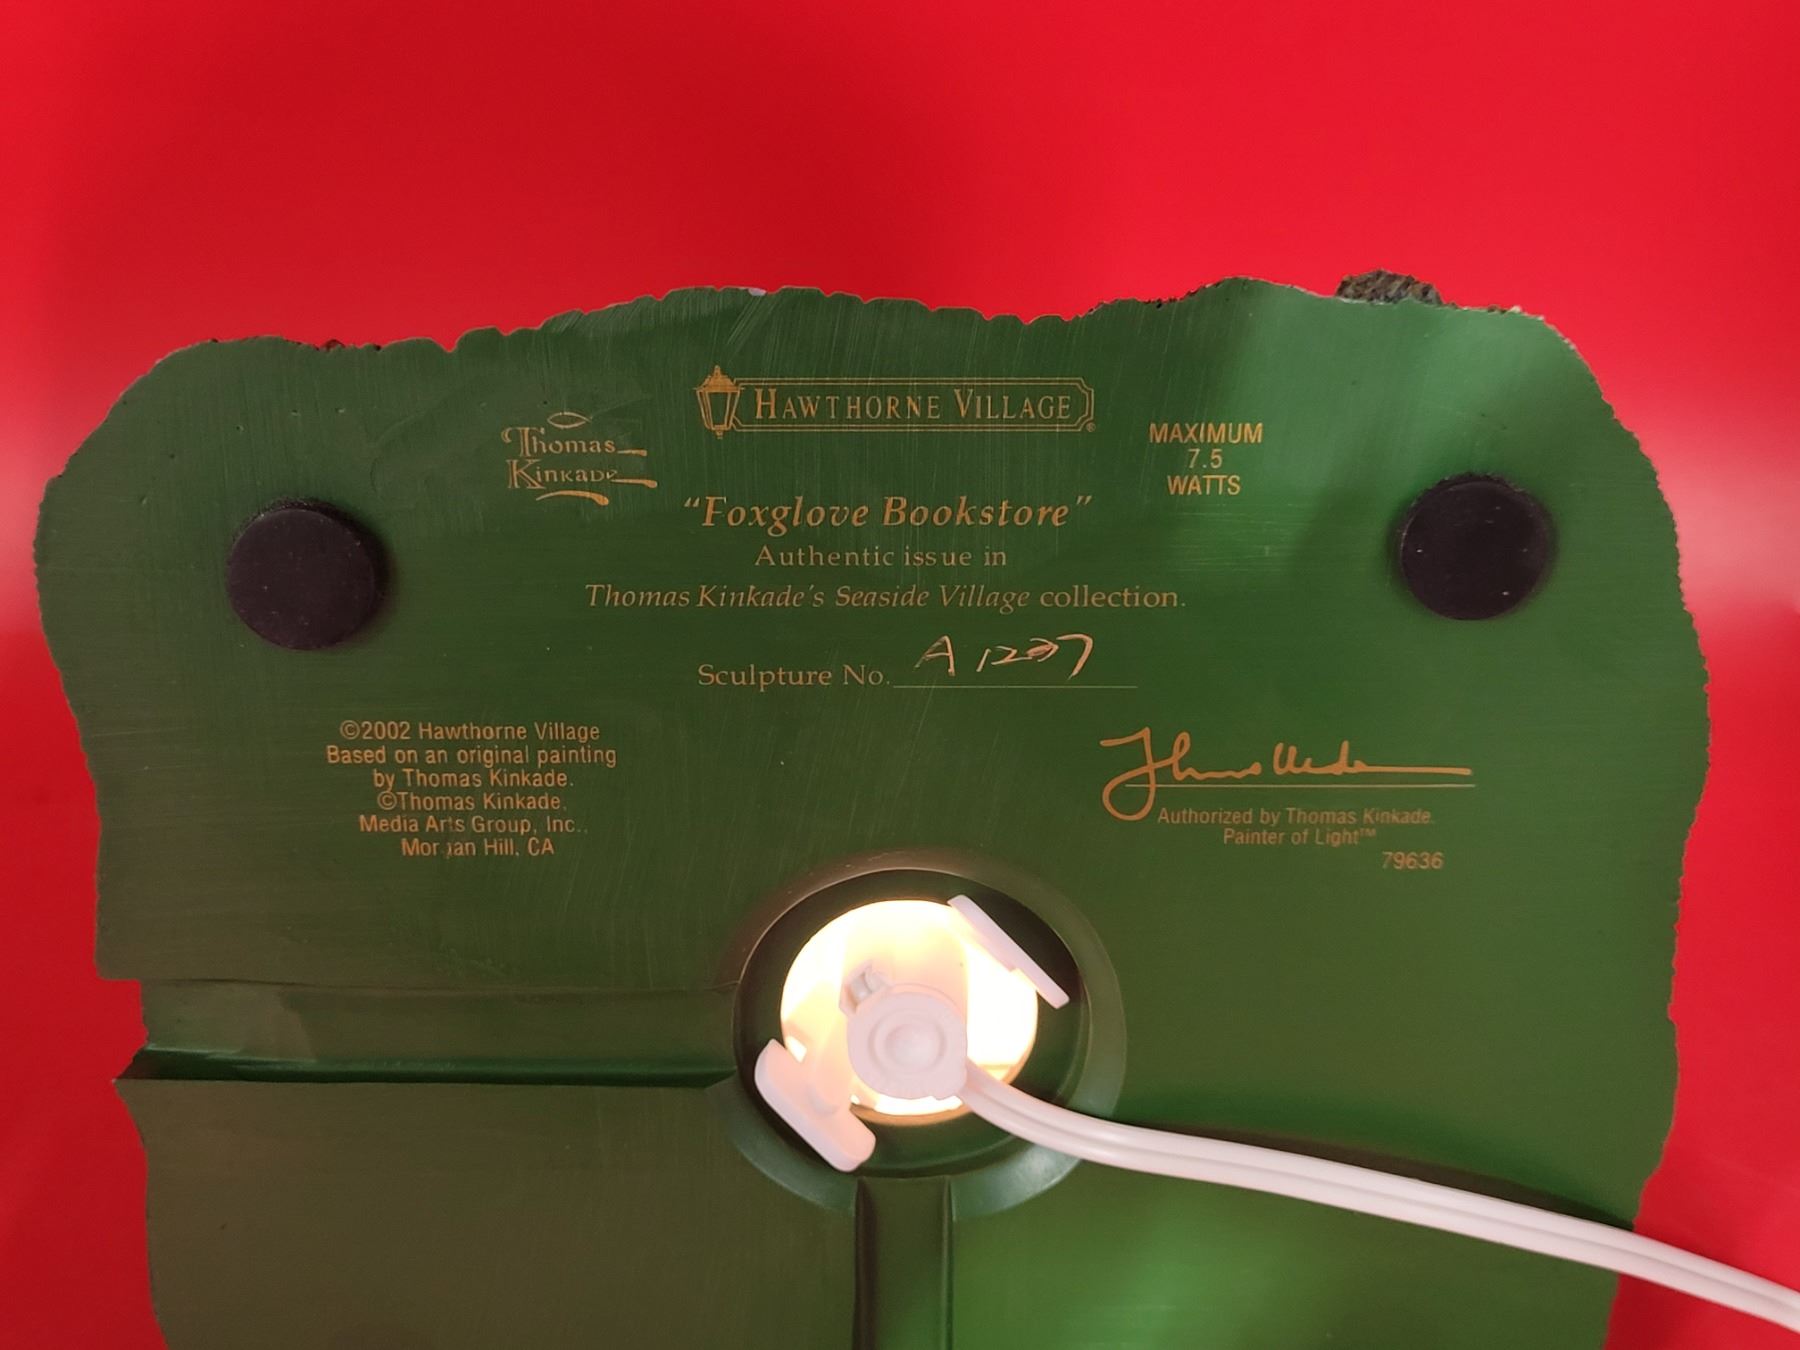 HAWTHORNE VILLAGE®
Thomas
Kinkade
MAXIMUM
7.5
WATTS
"Foxglove Bookstore"
Authentic issue in
Thomas Kinkade's Seaside Village collection.
Sculpture No. A
©2002 Hawthorne Village
Based on an original painting
by Thomas Kinkade.
©Thomas Kinkade,
Media Arts Group, Inc.,
Morgan Hill, CA
Authorized by Thomas Kinkade.
Painter of Light™
79636